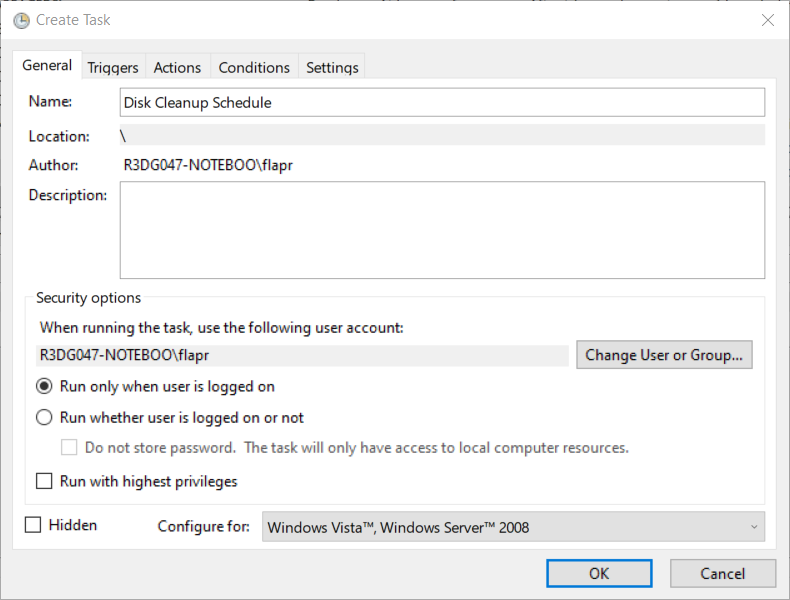 Create Task
General Triggers Actions Conditions Settings
Name: Disk Cleanup Schedule
Location: \
Author: R3DG047-NOTEBOO\flapr
Description:
Security options
When running the task, use the following user account:
R3DG047-NOTEBOO\flapr Change User or Group...
Run only when user is logged on
Run whether user is logged on or not
Do not store password. The task will only have access to local computer resources.
Run with highest privileges
Hidden Configure for: Windows Vista™, Windows Server™ 2008
OK Cancel